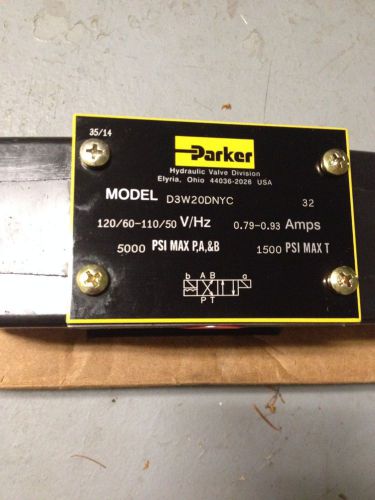 35/14
Parker
Hydraulic Valve Division
Elyria, Ohio 44036-2026 USA
MODEL D3W20DNYC 32
120/60-110/50 V/Hz 0.79-0.93 Amps
5000 PSI MAX P,A,&B 1500 PSI MAX T
b A B a
P T